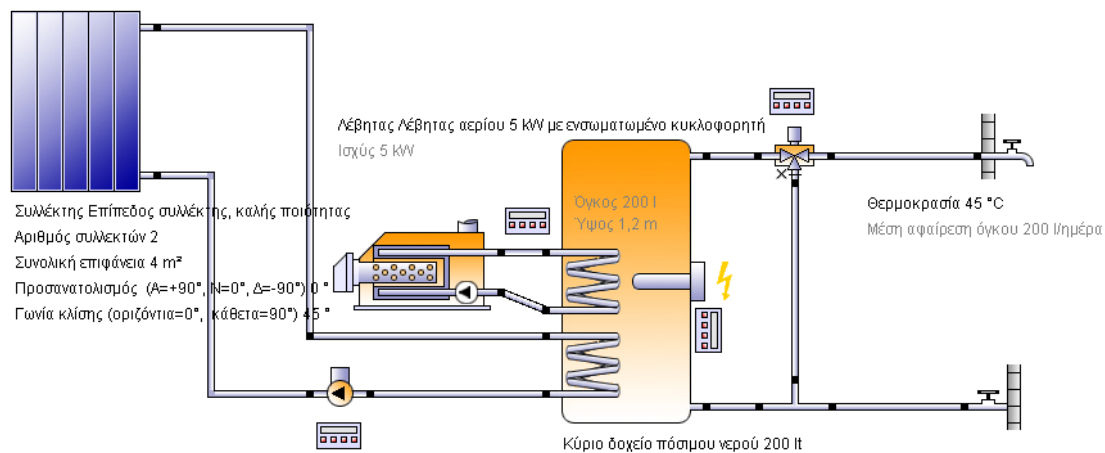 Λέβητας Λέβητας αερίου 5 kW με ενσωματωμένο κυκλοφορητή
Ισχύς 5 kW
Όγκος 200 l
Ύψος 1,2 m
Θερμοκρασία 45 °C
Μέση αφαίρεση όγκου 200 l/ημέρα
Συλλέκτης Επίπεδος συλλέκτης, καλής ποιότητας
Αριθμός συλλεκτών 2
Συνολική επιφάνεια 4 m²
Προσανατολισμός (Α=+90°, Ν=0°, Δ=-90°) 0 °
Γωνία κλίσης (οριζόντια=0°, κάθετα=90°) 45 °
Κύριο δοχείο πόσιμου νερού 200 lt